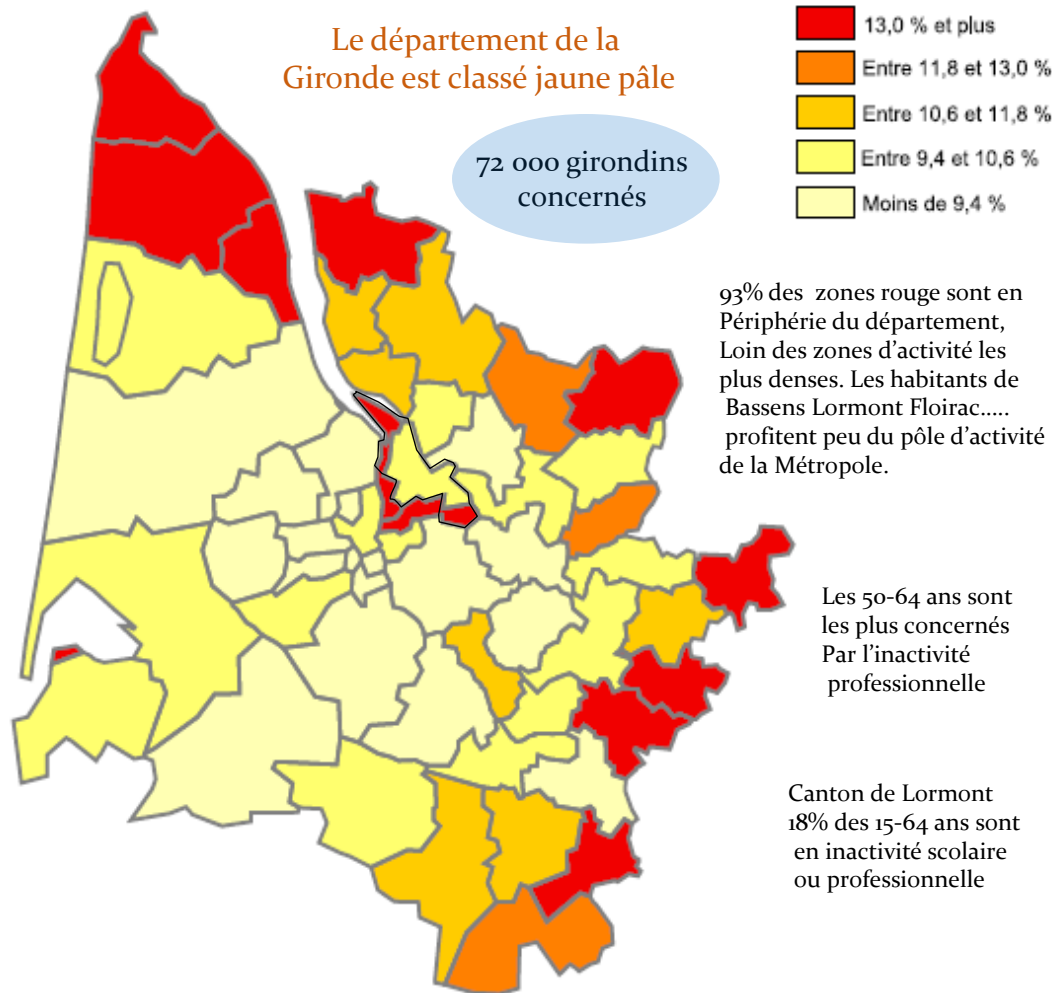 Le département de la
Gironde est classé jaune pâle
72 000 girondins
concernés
13,0 % et plus
Entre 11,8 et 13,0 %
Entre 10,6 et 11,8 %
Entre 9,4 et 10,6 %
Moins de 9,4 %
93% des zones rouge sont en
Périphérie du département,
Loin des zones d'activité les
plus denses. Les habitants de
Bassens Lormont Floirac.....
profitent peu du pôle d'activité
de la Métropole.
Les 50-64 ans sont
les plus concernés
Par l'inactivité
professionnelle
Canton de Lormont
18% des 15-64 ans sont
en inactivité scolaire
ou professionnelle